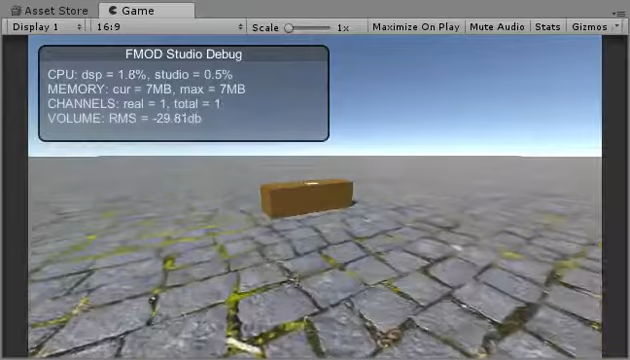 Asset Store Game
Display 1 16:9 Scale 1x Maximize On Play Mute Audio Stats Gizmos
FMOD Studio Debug
CPU: dsp = 1.8%, studio = 0.5%
MEMORY: cur = 7MB, max = 7MB
CHANNELS: real = 1, total = 1
VOLUME: RMS = -29.81db